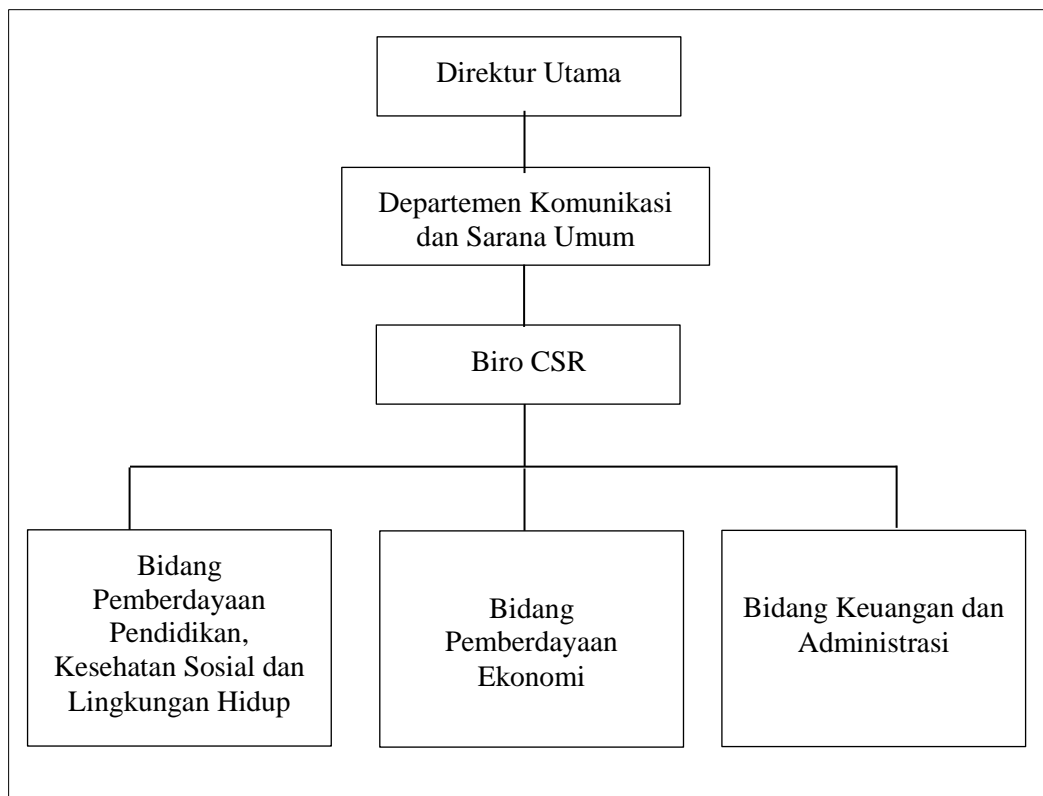 Direktur Utama
Departemen Komunikasi
dan Sarana Umum
Biro CSR
Bidang
Pemberdayaan
Pendidikan,
Kesehatan Sosial dan
Lingkungan Hidup
Bidang
Pemberdayaan
Ekonomi
Bidang Keuangan dan
Administrasi